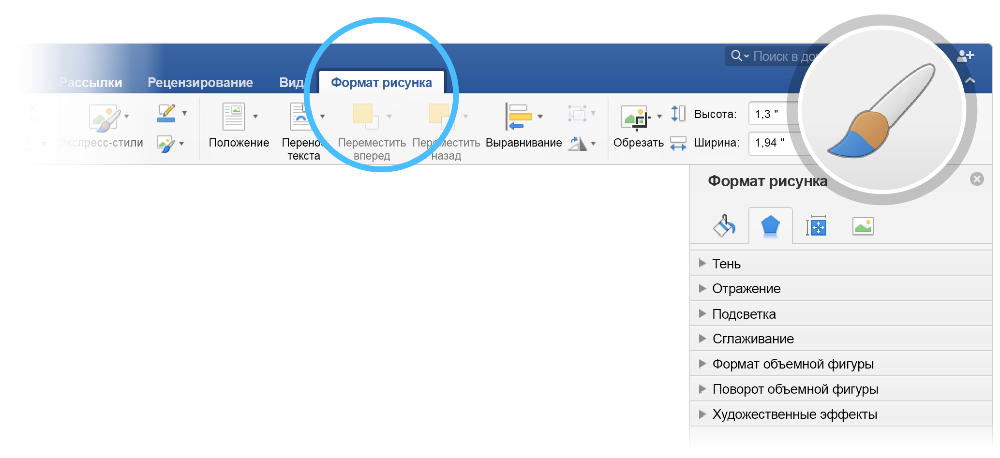 Поиск в до
Рассылки
Рецензирование
Вид
Формат рисунка
Экспресс-стили
Положение
Перенос
текста
Переместить
вперед
Переместить
назад
Выравнивание
Обрезать
Высота:
1,3 "
Ширина:
1,94 "
Формат рисунка
Тень
Отражение
Подсветка
Сглаживание
Формат объемной фигуры
Поворот объемной фигуры
Художественные эффекты